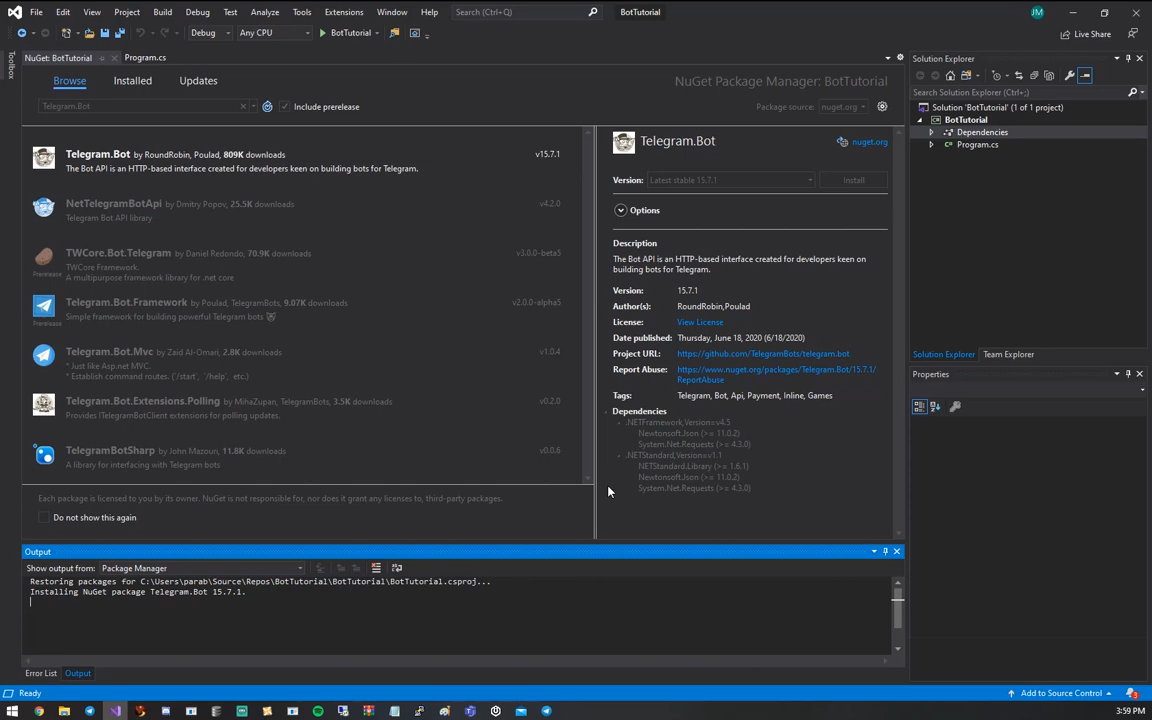 File Edit View Git Project Build Debug Test Analyze Tools Extensions Window Help Search (Ctrl+Q) BotTutorial JM
Debug Any CPU BotTutorial Live Share
Toolbox
NuGet: BotTutorial Program.cs
Browse Installed Updates NuGet Package Manager: BotTutorial
Telegram.Bot Include prerelease Package source: nuget.org
Telegram.Bot by RoundRobin, Poulad, 809K downloads v15.7.1
The Bot API is an HTTP-based interface created for developers keen on building bots for Telegram.
NetTelegramBotApi by Dmitry Popov, 25.5K downloads v4.2.0
Telegram Bot API library
TWCore.Bot.Telegram by Daniel Redondo, 70.9K downloads v3.0.0-beta5
TWCore Framework.
A multipurpose framework library for .net core.
Prerelease
Telegram.Bot.Framework by Poulad, TelegramBots, 9.07K downloads v2.0.0-alpha5
Simple framework for building powerful Telegram bots
Prerelease
Telegram.Bot.Mvc by Zaid Al-Omari, 2.8K downloads v1.0.4
* Just like Asp.net MVC.
* Establish command routes. ('/start', '/help', etc.)
Telegram.Bot.Extensions.Polling by MihaZupan, TelegramBots, 3.5K downloads v0.2.0
Provides ITelegramBotClient extensions for polling updates.
TelegramBotSharp by John Mazouri, 11.8K downloads v0.0.6
A library for interfacing with Telegram bots
Each package is licensed to you by its owner. NuGet is not responsible for, nor does it grant any licenses to, third-party packages.
Do not show this again
Telegram.Bot nuget.org
Version: Latest stable 15.7.1 Install
Options
Description
The Bot API is an HTTP-based interface created for developers keen on
building bots for Telegram.
Version: 15.7.1
Author(s): RoundRobin,Poulad
License: View License
Date published: Thursday, June 18, 2020 (6/18/2020)
Project URL: https://github.com/TelegramBots/telegram.bot
Report Abuse: https://www.nuget.org/packages/Telegram.Bot/15.7.1/
ReportAbuse
Tags: Telegram, Bot, Api, Payment, Inline, Games
Dependencies
.NETFramework,Version=v4.5
Newtonsoft.Json (>= 11.0.2)
System.Net.Requests (>= 4.3.0)
.NETStandard,Version=v1.1
NETStandard.Library (>= 1.6.1)
Newtonsoft.Json (>= 11.0.2)
System.Net.Requests (>= 4.3.0)
Output
Show output from: Package Manager
Restoring packages for C:\Users\parab\Source\Repos\BotTutorial\BotTutorial\BotTutorial.csproj...
Installing NuGet package Telegram.Bot 15.7.1.
Error List Output
Solution Explorer
Search Solution Explorer (Ctrl+;)
Solution 'BotTutorial' (1 of 1 project)
BotTutorial
Dependencies
Program.cs
Solution Explorer Team Explorer
Properties
Ready Add to Source Control
3:59 PM